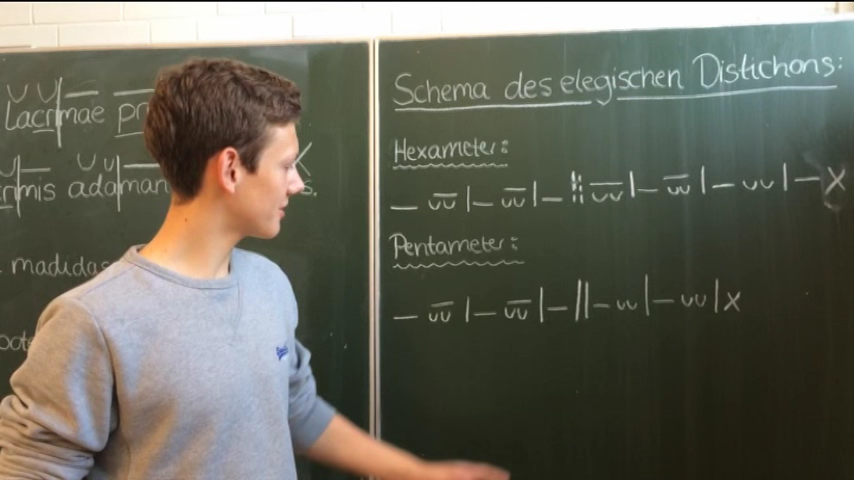 lacrimae
adaman
madidas
Schema des elegischen Distichons:
Hexameter:
— ⏑⏑ | — ⏑⏑ | — ¦¦ ⏑⏑ | — ⏑⏑ | — ⏑⏑ | — X
Pentameter:
— ⏑⏑ | — ⏑⏑ | — || — ⏑⏑ | — ⏑⏑ | X